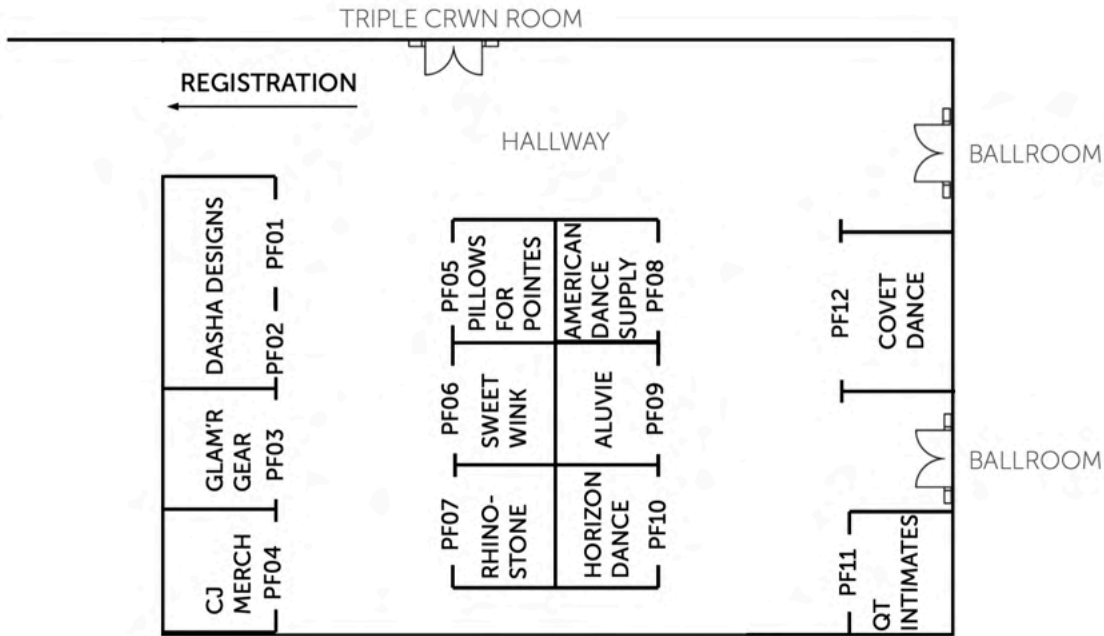 TRIPLE CRWN ROOM
REGISTRATION
HALLWAY
BALLROOM
DASHA DESIGNS
PF01
PF02
GLAM'R
GEAR
PF03
CJ
MERCH
PF04
PF05
PILLOWS
FOR
POINTES
AMERICAN
DANCE
SUPPLY
PF08
PF06
SWEET
WINK
ALUVIE
PF09
PF07
RHINO-
STONE
HORIZON
DANCE
PF10
PF12
COVET
DANCE
BALLROOM
PF11
QT
INTIMATES